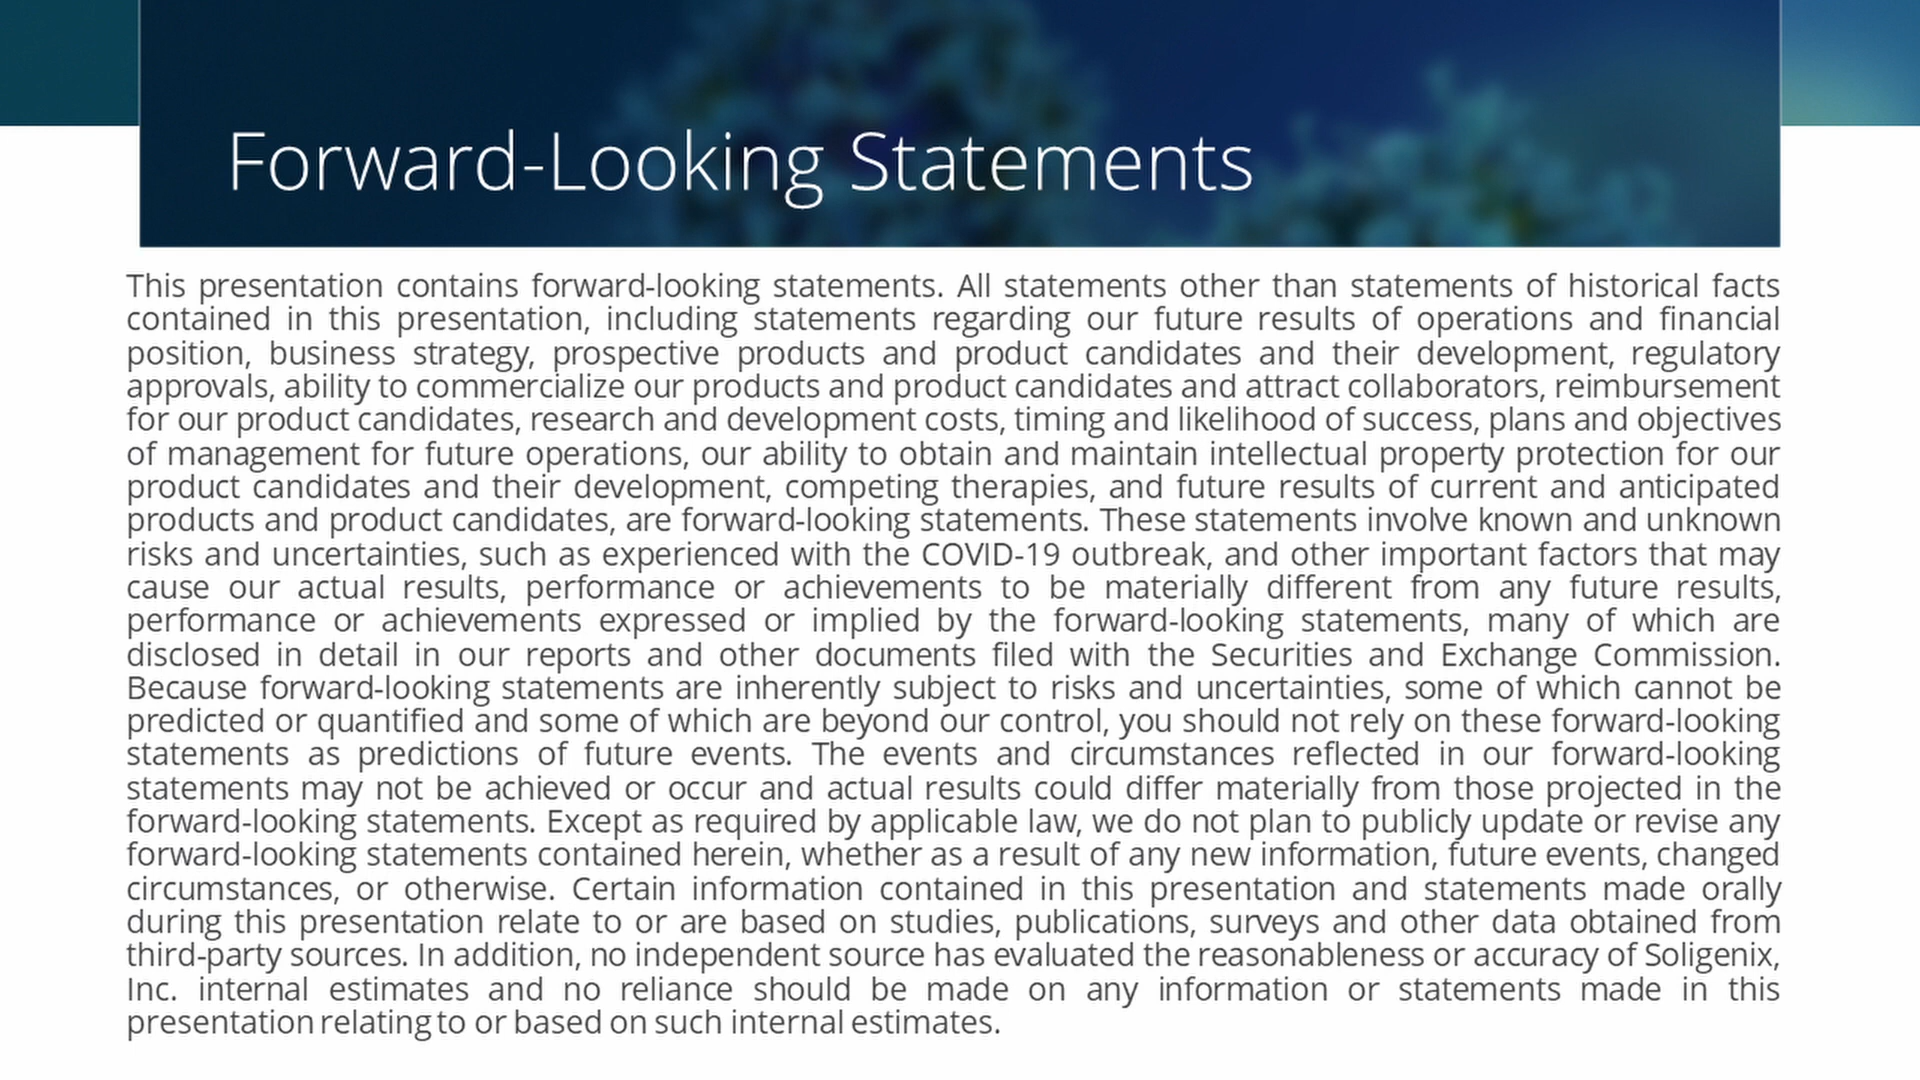 Forward-Looking Statements
This presentation contains forward-looking statements. All statements other than statements of historical facts
contained in this presentation, including statements regarding our future results of operations and financial
position, business strategy, prospective products and product candidates and their development, regulatory
approvals, ability to commercialize our products and product candidates and attract collaborators, reimbursement
for our product candidates, research and development costs, timing and likelihood of success, plans and objectives
of management for future operations, our ability to obtain and maintain intellectual property protection for our
product candidates and their development, competing therapies, and future results of current and anticipated
products and product candidates, are forward-looking statements. These statements involve known and unknown
risks and uncertainties, such as experienced with the COVID-19 outbreak, and other important factors that may
cause our actual results, performance or achievements to be materially different from any future results,
performance or achievements expressed or implied by the forward-looking statements, many of which are
disclosed in detail in our reports and other documents filed with the Securities and Exchange Commission.
Because forward-looking statements are inherently subject to risks and uncertainties, some of which cannot be
predicted or quantified and some of which are beyond our control, you should not rely on these forward-looking
statements as predictions of future events. The events and circumstances reflected in our forward-looking
statements may not be achieved or occur and actual results could differ materially from those projected in the
forward-looking statements. Except as required by applicable law, we do not plan to publicly update or revise any
forward-looking statements contained herein, whether as a result of any new information, future events, changed
circumstances, or otherwise. Certain information contained in this presentation and statements made orally
during this presentation relate to or are based on studies, publications, surveys and other data obtained from
third-party sources. In addition, no independent source has evaluated the reasonableness or accuracy of Soligenix,
Inc. internal estimates and no reliance should be made on any information or statements made in this
presentation relating to or based on such internal estimates.